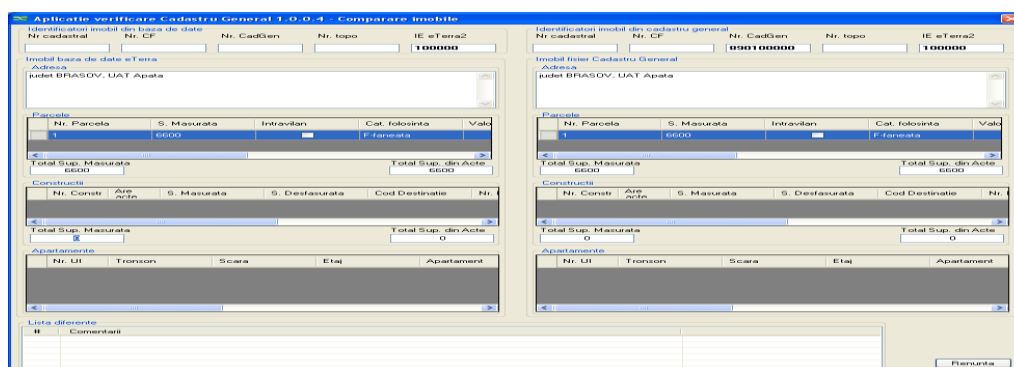 Aplicatie verificare Cadastru General 1.0.0.4 - Comparare imobile
Identificatori imobil din baza de date
Nr cadastral Nr. CF Nr. CadGen Nr. topo IE eTerra2
100000
Imobil baza de date eTerra
Adresa
judet BRASOV, UAT Apata
Parcele
Nr. Parcela S. Masurata Intravilan Cat. folosinta Valo
1 6600 F-faneata
Total Sup. Masurata Total Sup. din Acte
6600 6600
Constructii
Nr. Constr Are acte S. Masurata S. Desfasurata Cod Destinatie Nr.
Total Sup. Masurata Total Sup. din Acte
0 0
Apartamente
Nr. UI Tronson Scara Etaj Apartament
Identificatori imobil din cadastru general
Nr cadastral Nr. CF Nr. CadGen Nr. topo IE eTerra2
090100000 100000
Imobil fisier Cadastru General
Adresa
judet BRASOV, UAT Apata
Parcele
Nr. Parcela S. Masurata Intravilan Cat. folosinta Valo
1 6600 F-faneata
Total Sup. Masurata Total Sup. din Acte
6600 6600
Constructii
Nr. Constr Are acte S. Masurata S. Desfasurata Cod Destinatie Nr.
Total Sup. Masurata Total Sup. din Acte
0 0
Apartamente
Nr. UI Tronson Scara Etaj Apartament
Lista diferente
# Comentarii
Renunta